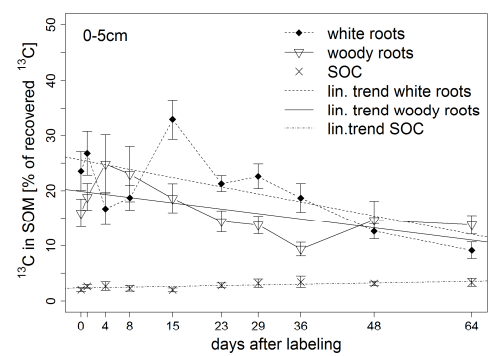 0-5cm
white roots
woody roots
SOC
lin. trend white roots
lin. trend woody roots
lin.trend SOC
¹³C in SOM [% of recovered ¹³C]
50
40
30
20
10
0
0 4 8 15 23 29 36 48 64
days after labeling